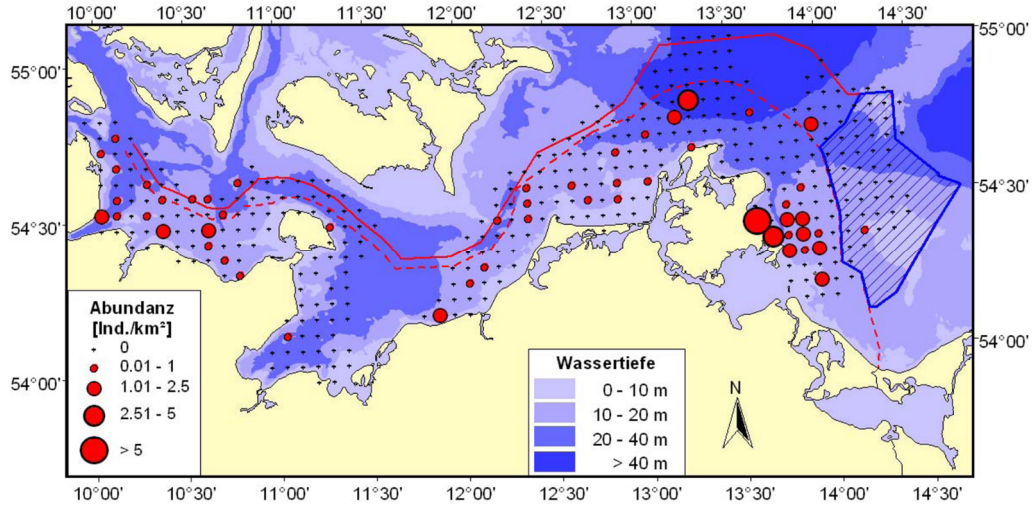 10°00' 10°30' 11°00' 11°30' 12°00' 12°30' 13°00' 13°30' 14°00' 14°30'
55°00' 55°00'
54°30' 54°30'
54°00' 54°00'
Abundanz
[Ind./km²]
0
0.01 - 1
1.01 - 2.5
2.51 - 5
> 5
Wassertiefe
0 - 10 m
10 - 20 m
20 - 40 m
> 40 m
N
10°00' 10°30' 11°00' 11°30' 12°00' 12°30' 13°00' 13°30' 14°00' 14°30'